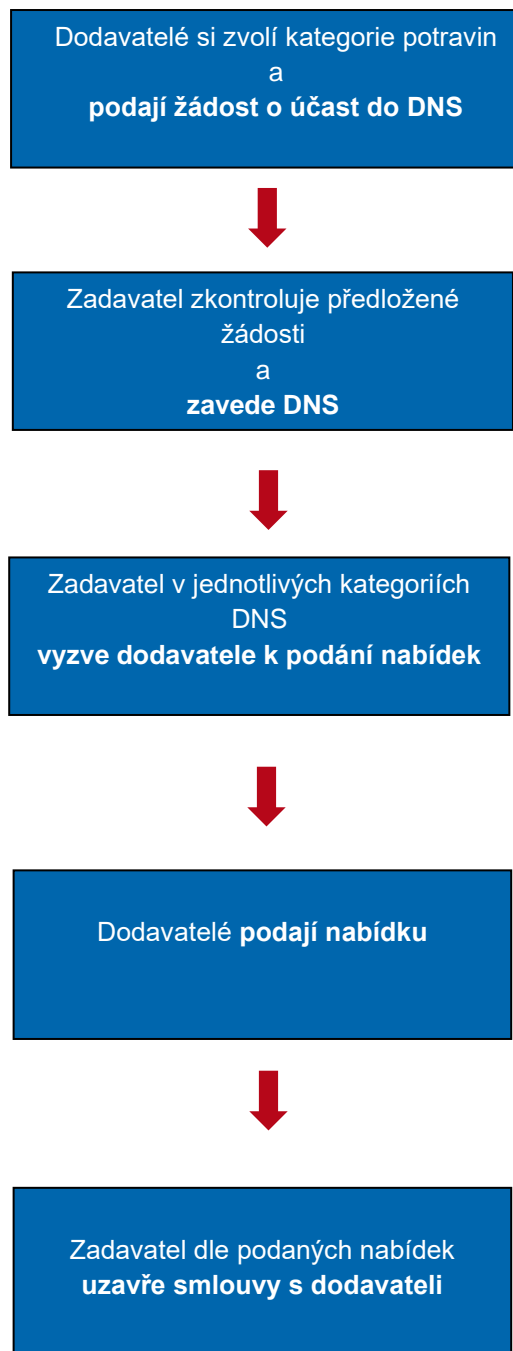 Dodavatelé si zvolí kategorie potravin
a
podají žádost o účast do DNS
Zadavatel zkontroluje předložené
žádosti
a
zavede DNS
Zadavatel v jednotlivých kategoriích
DNS
vyzve dodavatele k podání nabídek
Dodavatelé podají nabídku
Zadavatel dle podaných nabídek
uzavře smlouvy s dodavateli